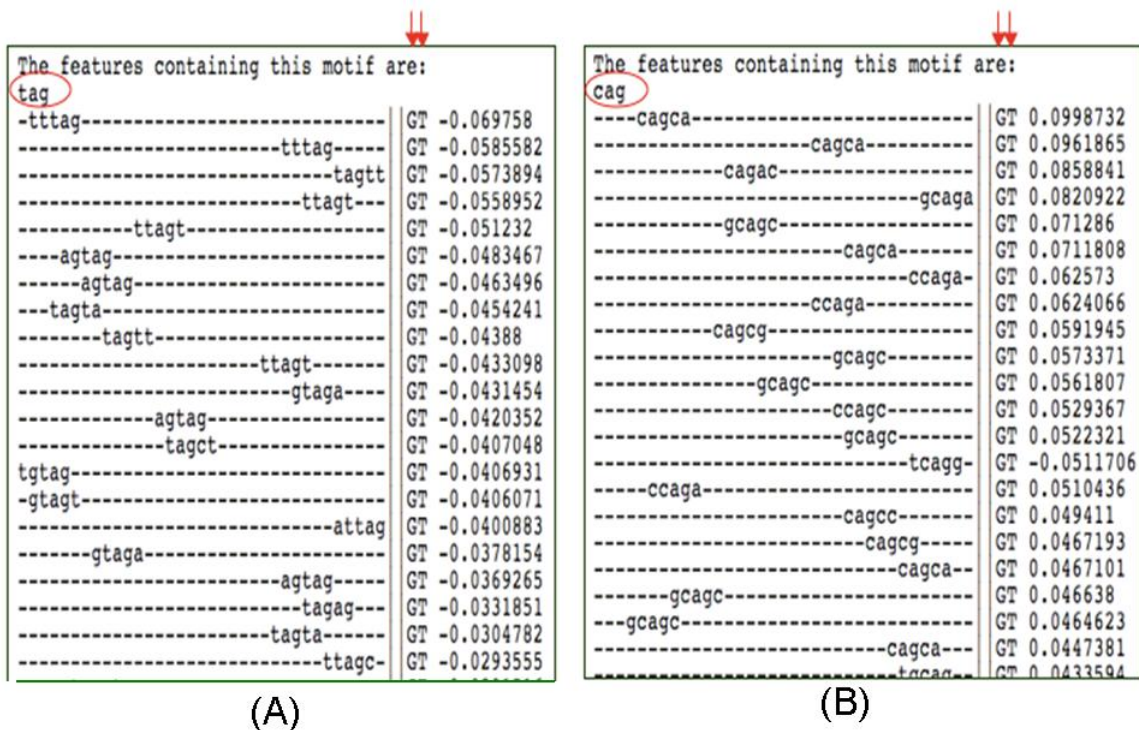 The features containing this motif are:
tag
-tttag-----------------------------||GT -0.069758
-------------------------tttag-----||GT -0.0585582
------------------------------tagtt||GT -0.0573894
---------------------------ttagt---||GT -0.0558952
-----------ttagt-------------------||GT -0.051232
----agtag--------------------------||GT -0.0483467
------agtag------------------------||GT -0.0463496
---tagta---------------------------||GT -0.0454241
--------tagtt----------------------||GT -0.04388
-----------------------ttagt-------||GT -0.0433098
--------------------------gtaga----||GT -0.0431454
-------------agtag-----------------||GT -0.0420352
--------------tagct----------------||GT -0.0407048
tgtag------------------------------||GT -0.0406931
-gtagt-----------------------------||GT -0.0406071
------------------------------attag||GT -0.0400883
-------gtaga-----------------------||GT -0.0378154
-------------------------agtag-----||GT -0.0369265
---------------------------tagag---||GT -0.0331851
------------------------tagta------||GT -0.0304782
-----------------------------ttagc-||GT -0.0293555
(A)
The features containing this motif are:
cag
----cagca--------------------------||GT 0.0998732
--------------------cagca----------||GT 0.0961865
------------cagac------------------||GT 0.0858841
------------------------------gcaga||GT 0.0820922
------------gcagc------------------||GT 0.071286
-----------------------cagca-------||GT 0.0711808
-----------------------------ccaga-||GT 0.062573
--------------------ccaga----------||GT 0.0624066
-----------cagcg-------------------||GT 0.0591945
----------------------gcagc--------||GT 0.0573371
---------------gcagc---------------||GT 0.0561807
----------------------ccagc--------||GT 0.0529367
-----------------------gcagc-------||GT 0.0522321
-----------------------------tcagg-||GT -0.0511706
-----ccaga-------------------------||GT 0.0510436
-----------------------cagcc-------||GT 0.049411
-------------------------cagcg-----||GT 0.0467193
----------------------------cagca--||GT 0.0467101
-------gcagc-----------------------||GT 0.046638
---gcagc---------------------------||GT 0.0464623
---------------------------cagca---||GT 0.0447381
----------------------------tgcag--||GT 0.0433594
(B)